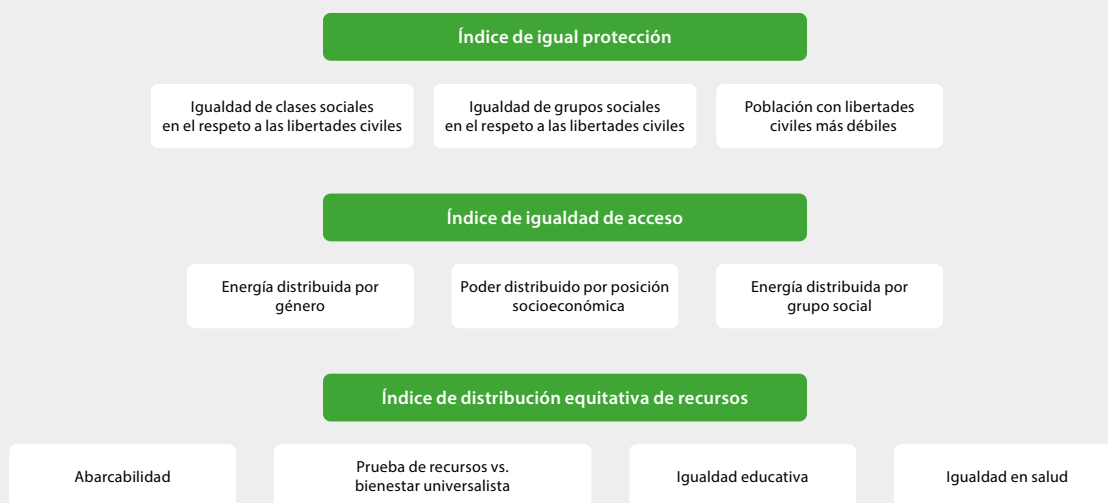 Índice de igual protección
Igualdad de clases sociales
en el respeto a las libertades civiles
Igualdad de grupos sociales
en el respeto a las libertades civiles
Población con libertades
civiles más débiles
Índice de igualdad de acceso
Energía distribuida por
género
Poder distribuido por posición
socioeconómica
Energía distribuida por
grupo social
Índice de distribución equitativa de recursos
Abarcabilidad
Prueba de recursos vs.
bienestar universalista
Igualdad educativa
Igualdad en salud